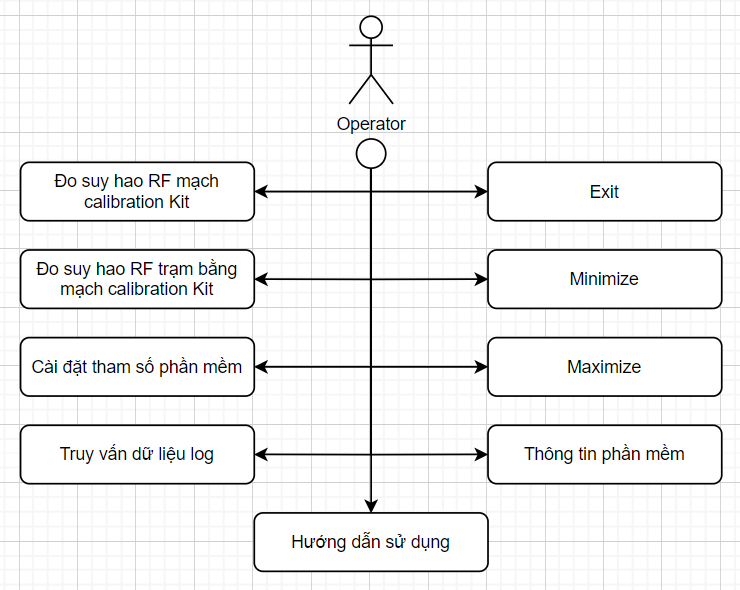 Operator
Đo suy hao RF mạch
calibration Kit
Exit
Đo suy hao RF trạm bằng
mạch calibration Kit
Minimize
Cài đặt tham số phần mềm
Maximize
Truy vấn dữ liệu log
Thông tin phần mềm
Hướng dẫn sử dụng